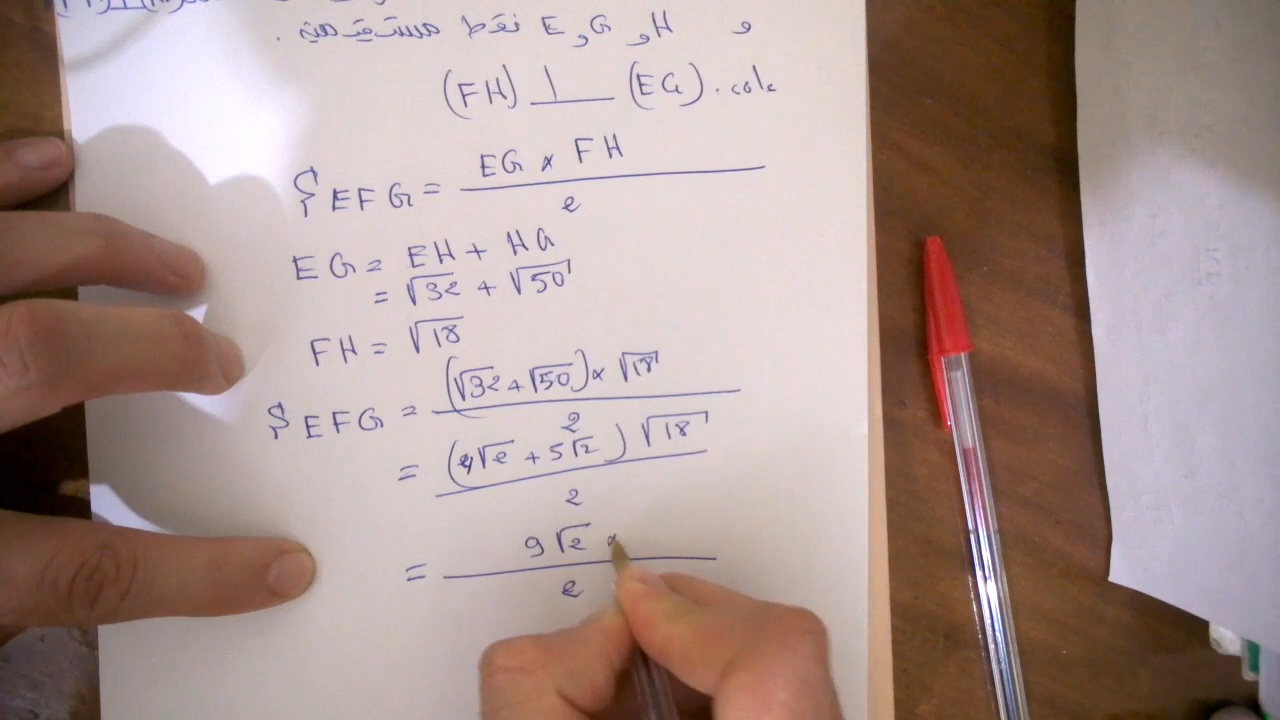 و H و G و E نقط مستقيمية .
(FH) ⊥ (EG) .
S EFG = EG × FH / 2
EG = EH + HG
= √32 + √50
FH = √18
S EFG = (√32 + √50) × √18 / 2
= (4√2 + 5√2) √18 / 2
= 9√2 × / 2